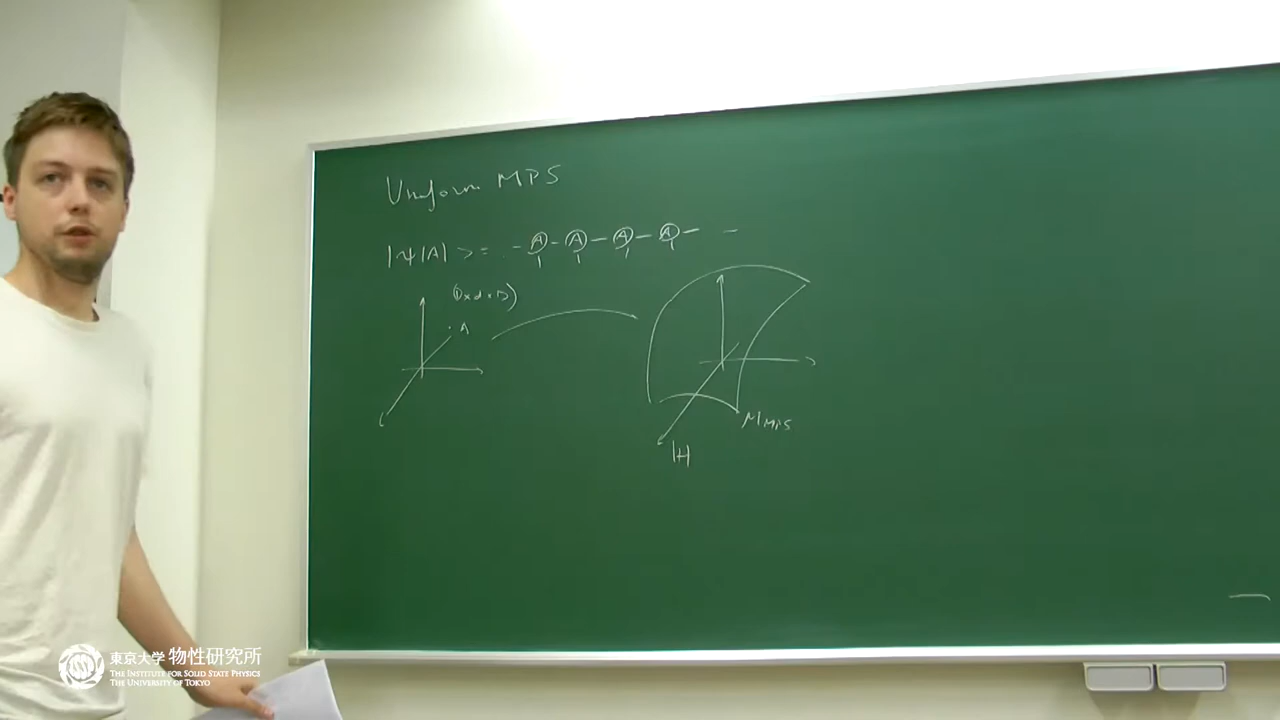 Uniform MPS
|ψ(A)> = - A - A - A - A - -
(D×d×D)
A
M MPS
H
東京大学 物性研究所
THE INSTITUTE FOR SOLID STATE PHYSICS
THE UNIVERSITY OF TOKYO